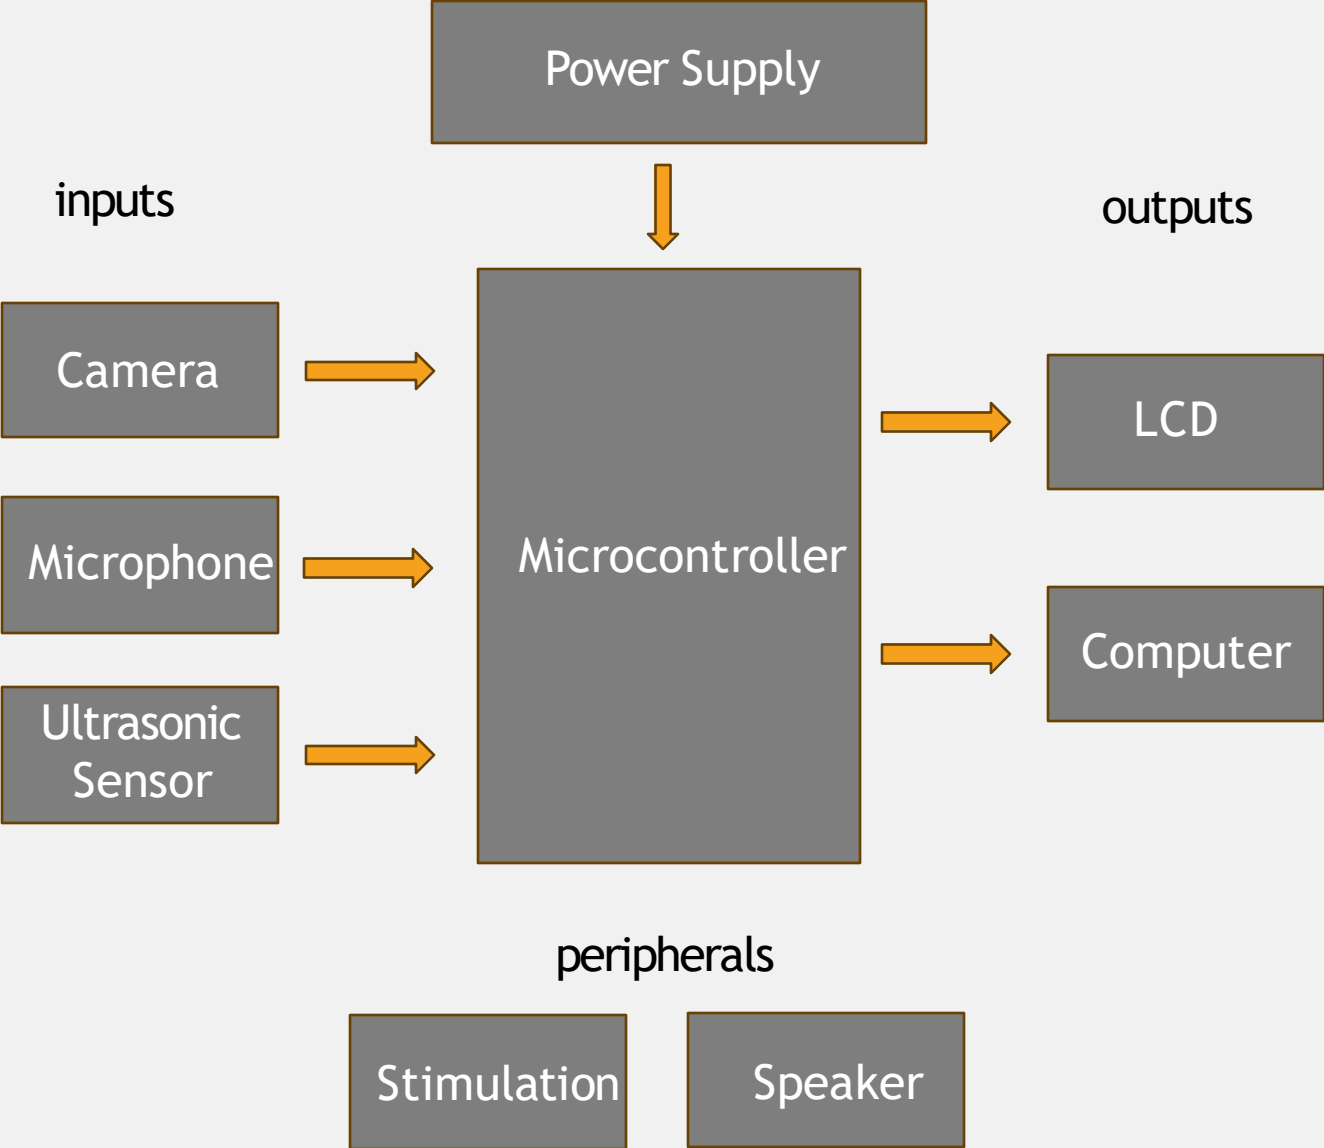 Power Supply
inputs
outputs
Camera
LCD
Microphone
Microcontroller
Computer
Ultrasonic
Sensor
peripherals
Stimulation
Speaker